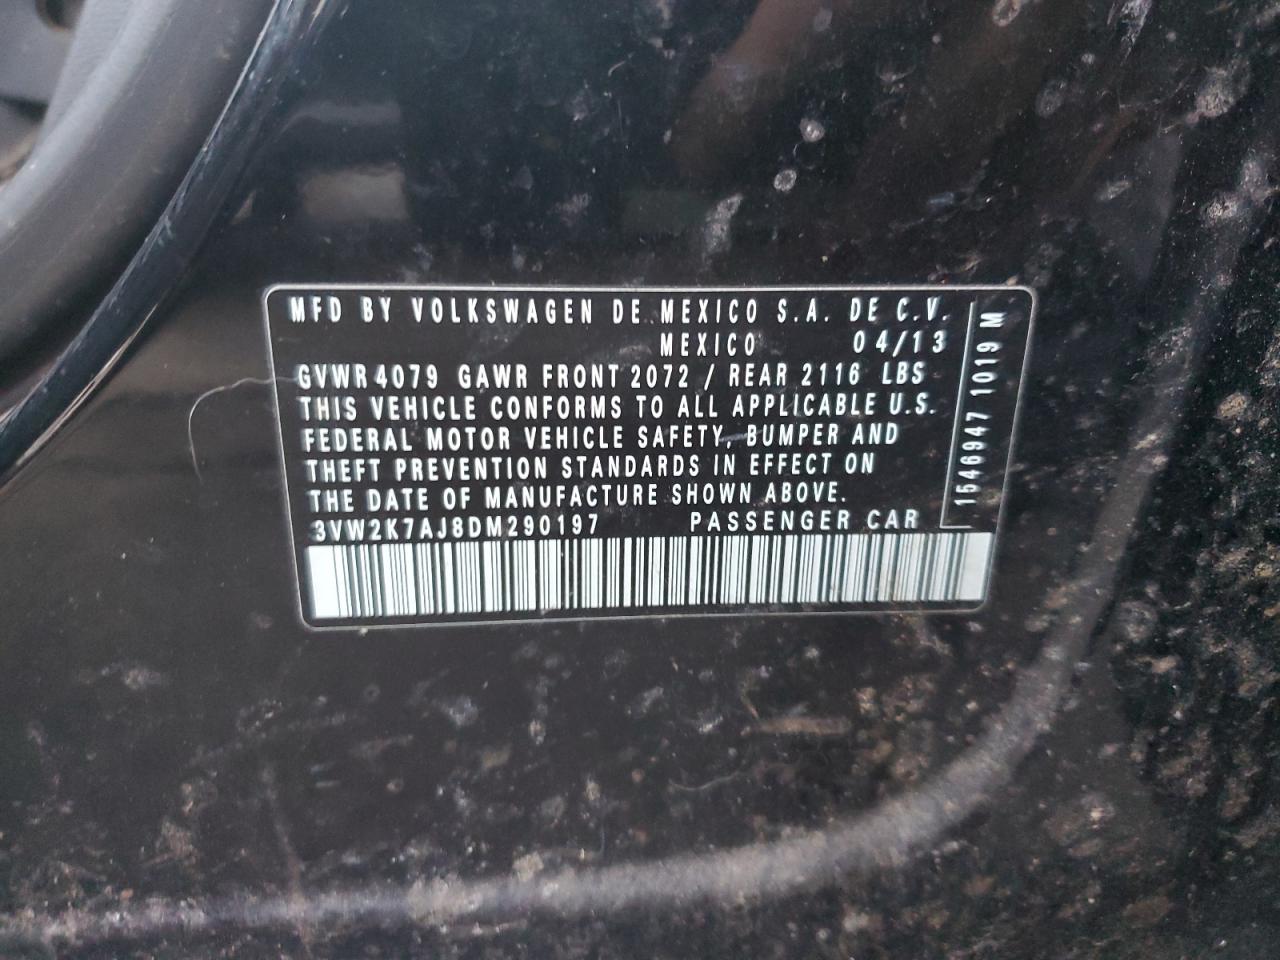 MFD BY VOLKSWAGEN DE MEXICO S.A. DE C.V.
MEXICO 04/13
GVWR 4079 GAWR FRONT 2072 / REAR 2116 LBS
THIS VEHICLE CONFORMS TO ALL APPLICABLE U.S.
FEDERAL MOTOR VEHICLE SAFETY, BUMPER AND
THEFT PREVENTION STANDARDS IN EFFECT ON
THE DATE OF MANUFACTURE SHOWN ABOVE.
3VW2K7AJ8DM290197 PASSENGER CAR
1546947 1019 M